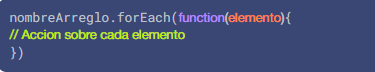 nombreArreglo.forEach(function(elemento){
// Accion sobre cada elemento
})